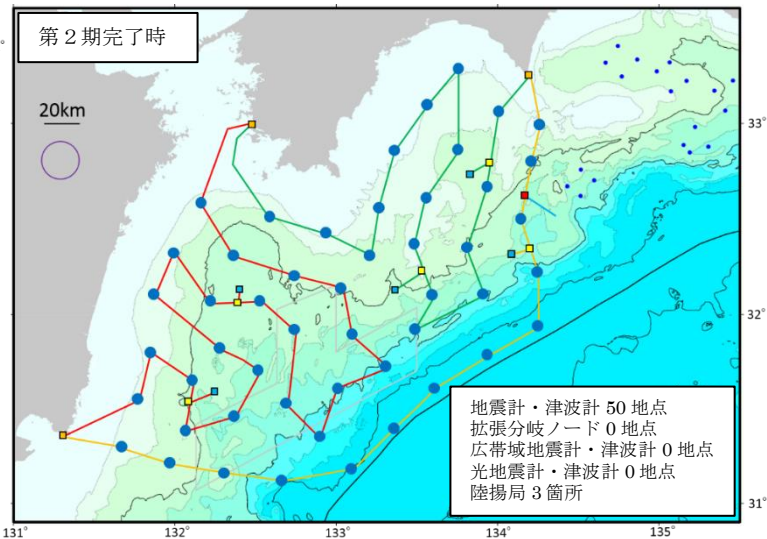 第２期完了時
。
20km
33°
32°
地震計・津波計 50 地点
拡張分岐ノード 0 地点
広帯域地震計・津波計 0 地点
光地震計・津波計 0 地点
陸揚局 3 箇所
31°
131°
132°
133°
134°
135°